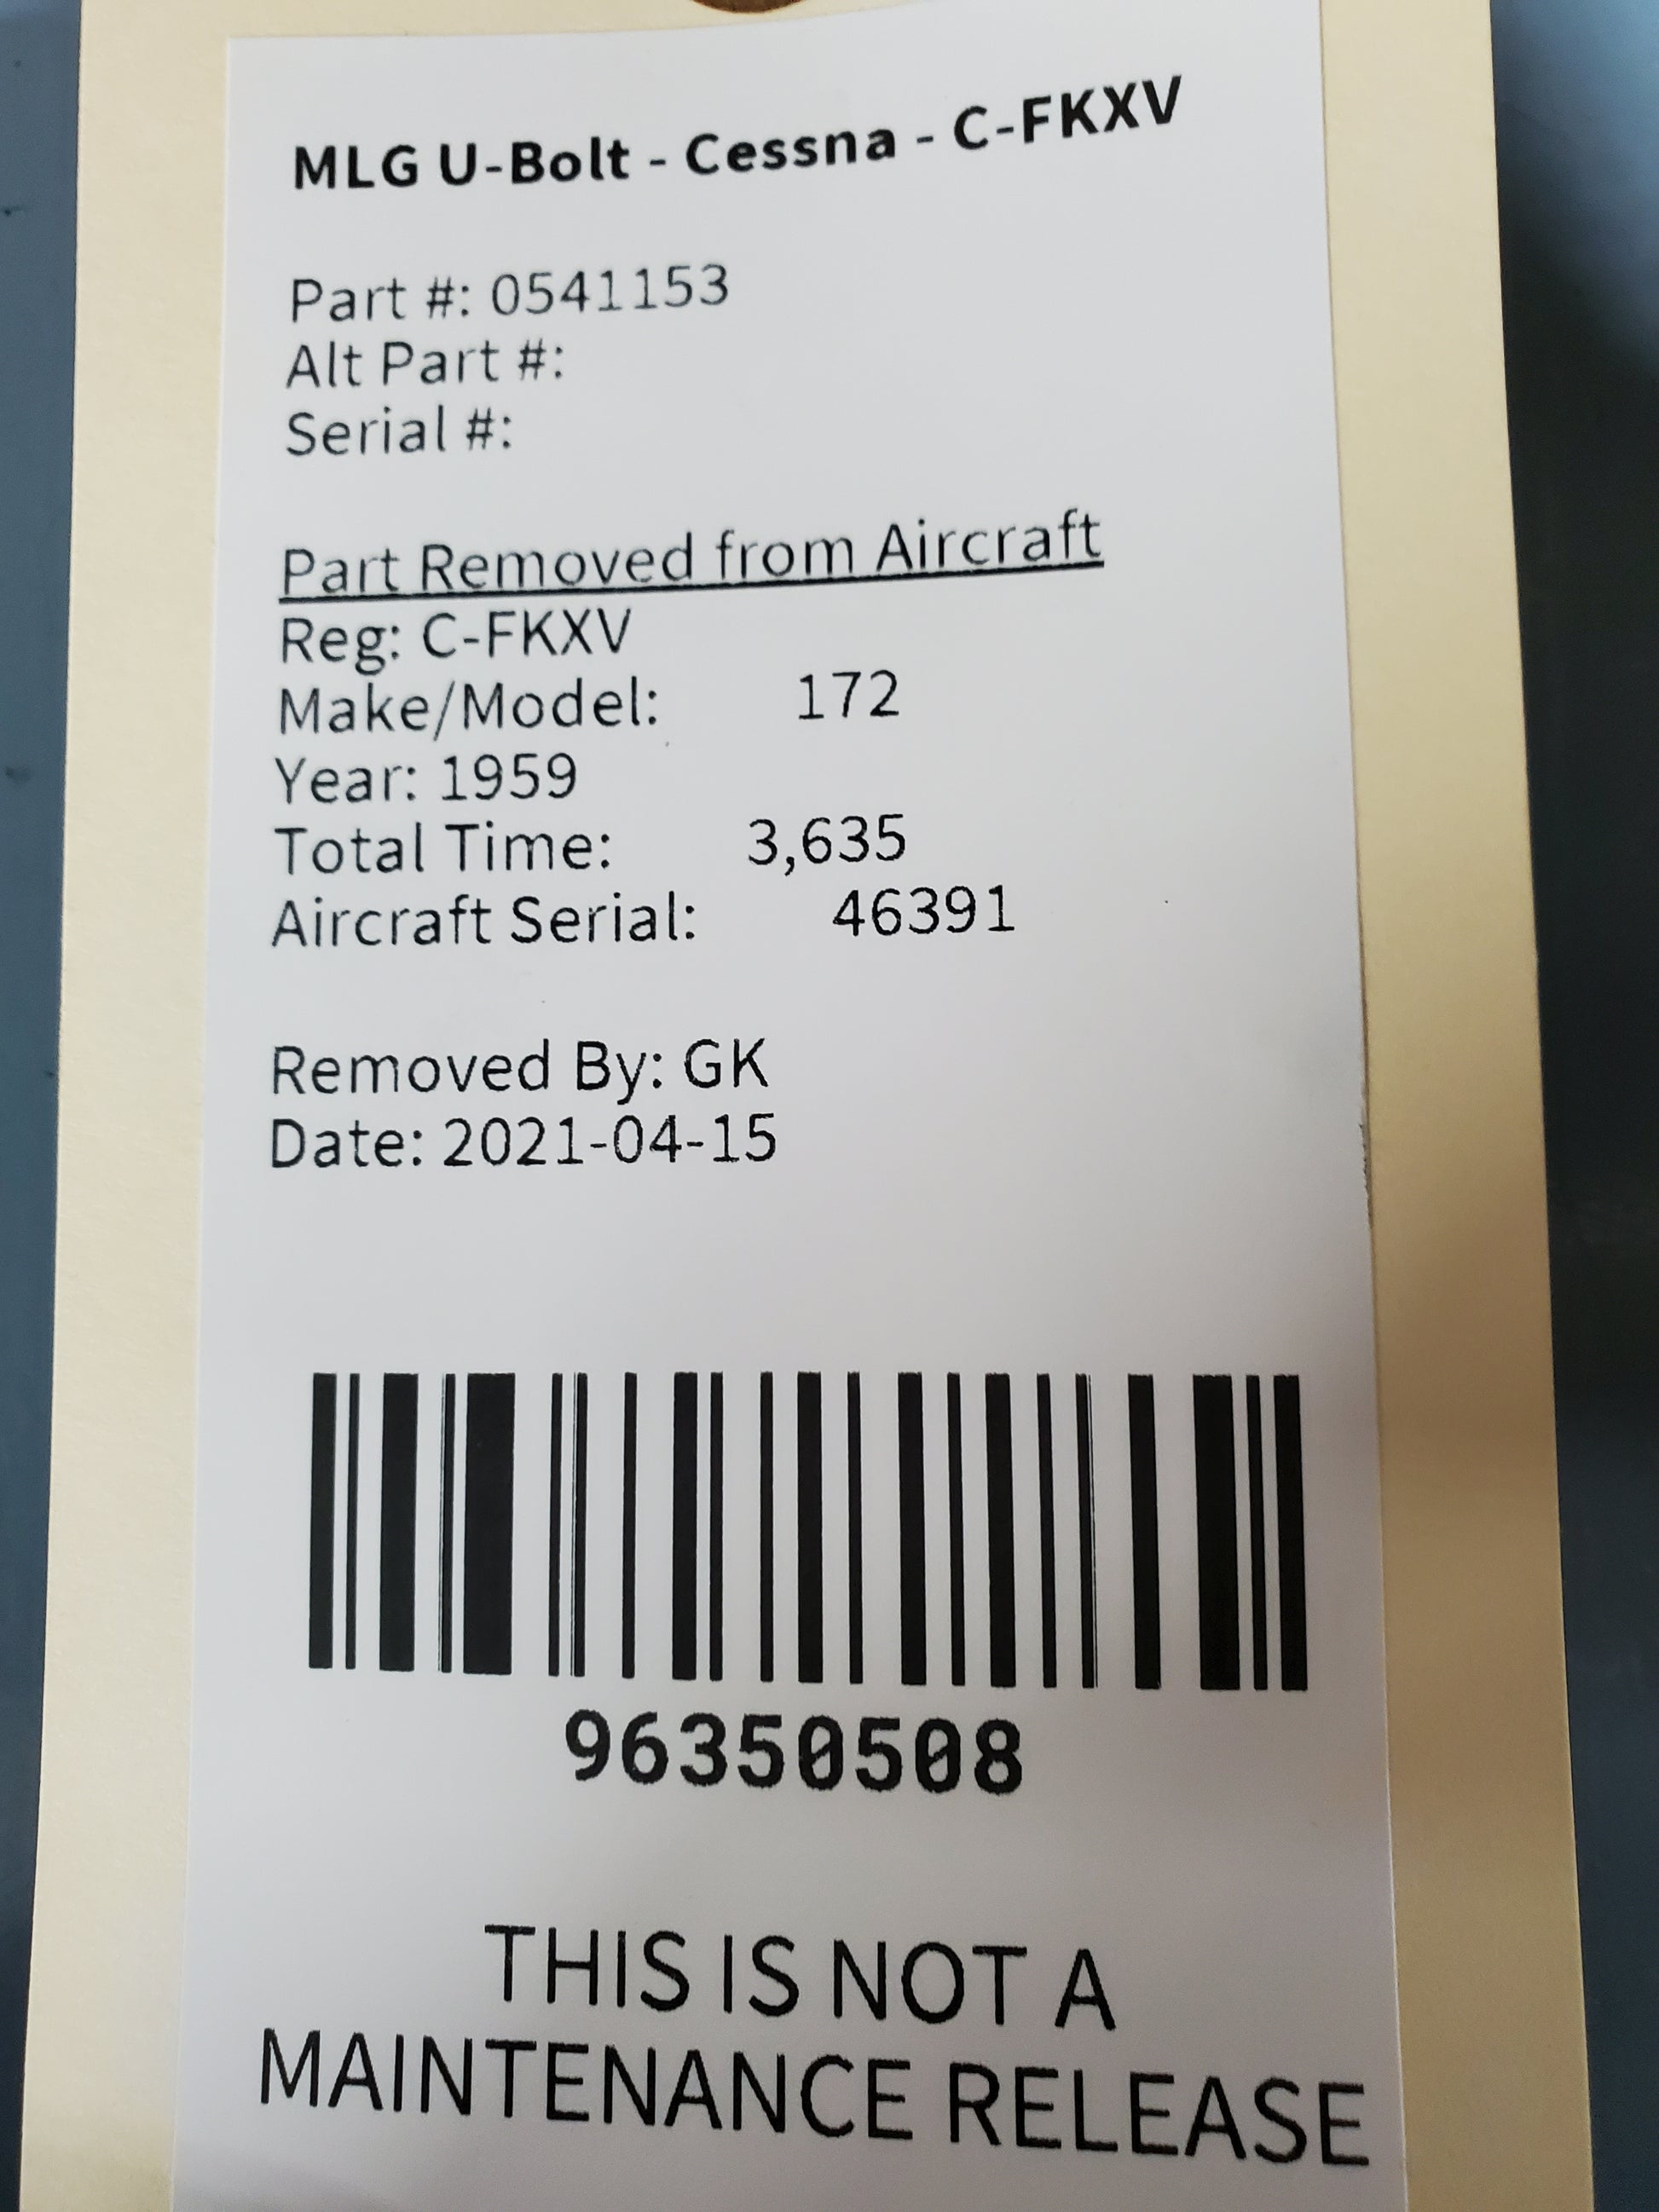 MLG U-Bolt - Cessna - C-FKXV
Part #: 0541153
Alt Part #:
Serial #:
Part Removed from Aircraft
Reg: C-FKXV
Make/Model: 172
Year: 1959
Total Time: 3,635
Aircraft Serial: 46391
Removed By: GK
Date: 2021-04-15
96350508
THIS IS NOT A
MAINTENANCE RELEASE